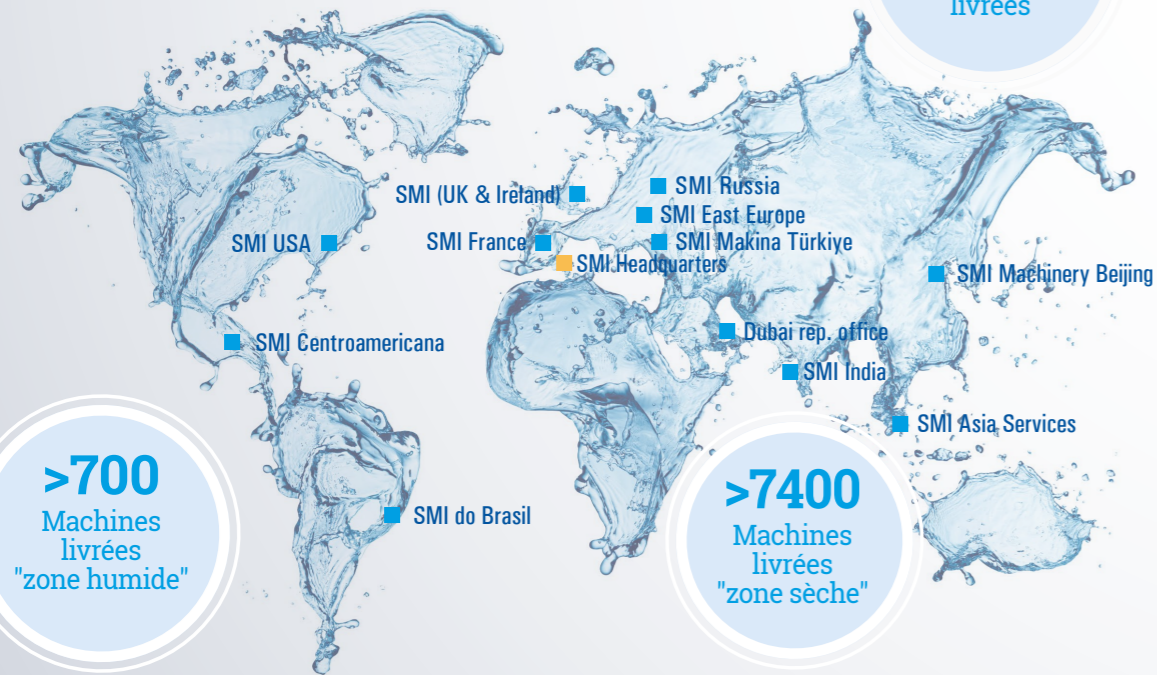 livrées
SMI (UK & Ireland)
SMI Russia
SMI East Europe
SMI USA
SMI France
SMI Makina Türkiye
SMI Headquarters
SMI Machinery Beijing
Dubai rep. office
SMI Centroamericana
SMI India
SMI Asia Services
>700
Machines
livrées
"zone humide"
SMI do Brasil
>7400
Machines
livrées
"zone sèche"